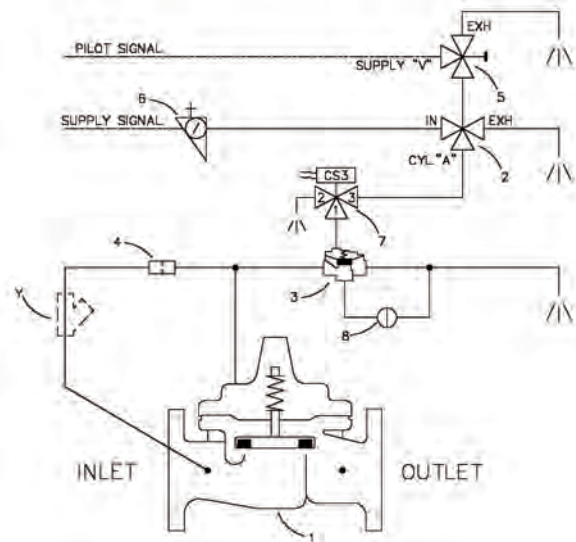 EXH
PILOT SIGNAL
SUPPLY "V"
5
6
SUPPLY SIGNAL
IN
EXH
CYL "A"
2
CS3
2
3
1
7
4
3
Y
8
INLET
OUTLET
1